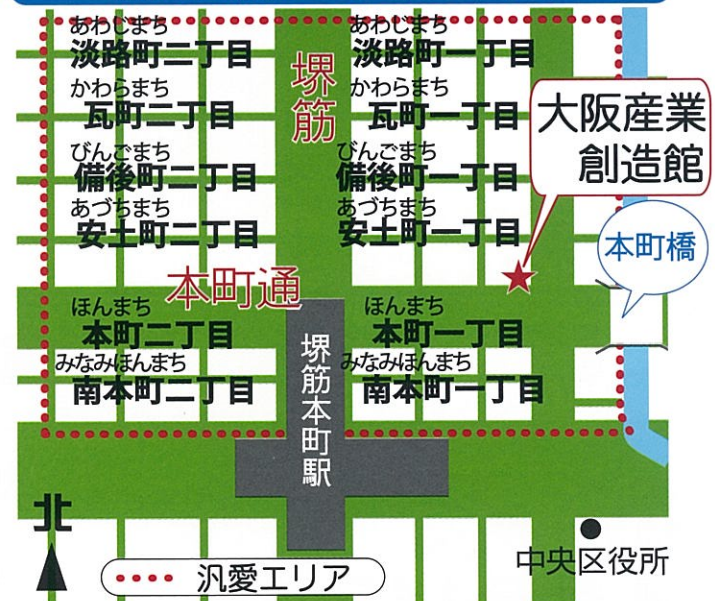 あわじまち
淡路町二丁目
あわじまち
淡路町一丁目
堺筋
かわらまち
瓦町二丁目
かわらまち
瓦町一丁目
大阪産業
創造館
びんごまち
備後町二丁目
びんごまち
備後町一丁目
あづちまち
安土町二丁目
あづちまち
安土町一丁目
本町橋
本町通
ほんまち
本町二丁目
ほんまち
本町一丁目
みなみほんまち
南本町二丁目
みなみほんまち
南本町一丁目
堺筋本町駅
北
中央区役所
汎愛エリア